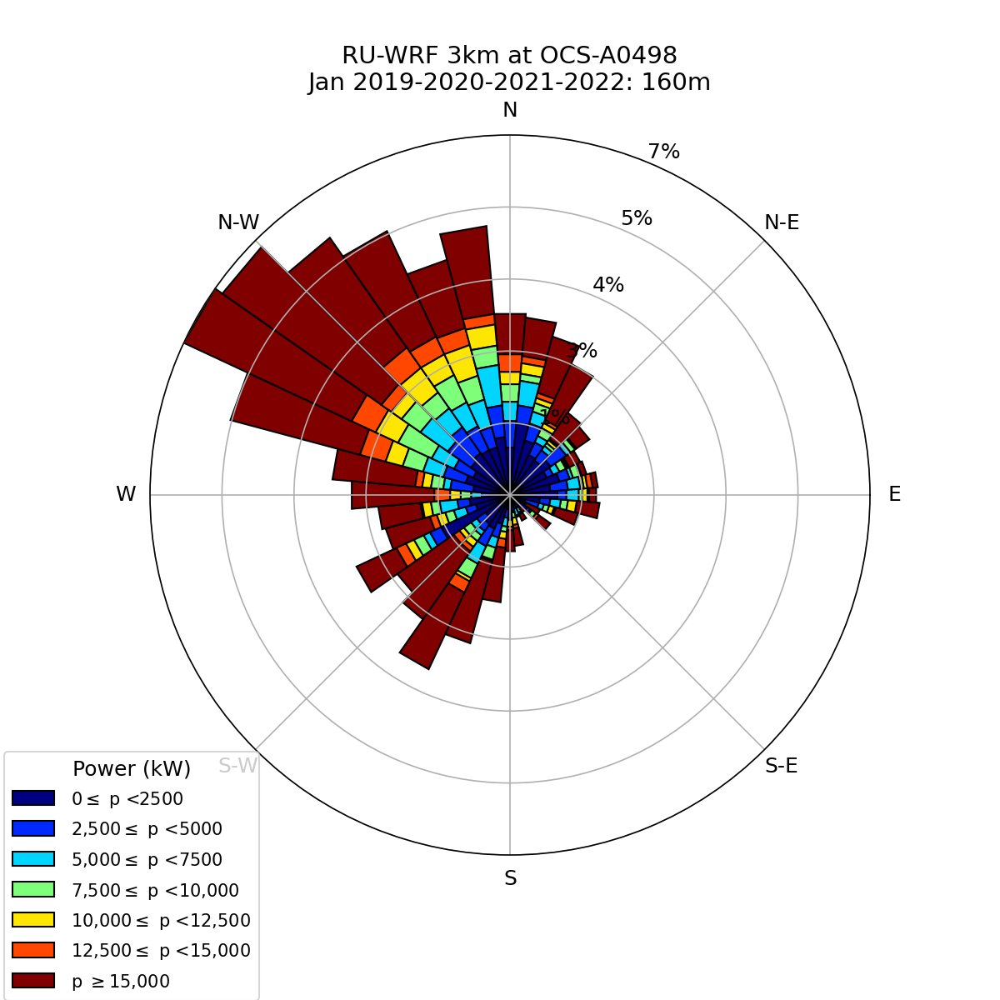 RU-WRF 3km at OCS-A0498
Jan 2019-2020-2021-2022: 160m
N
7%
N-W
5%
N-E
4%
3%
1%
W
E
S-W
S-E
S
Power (kW)
0≤ p <2500
2,500≤ p <5000
5,000≤ p <7500
7,500≤ p <10,000
10,000≤ p <12,500
12,500≤ p <15,000
p ≥15,000